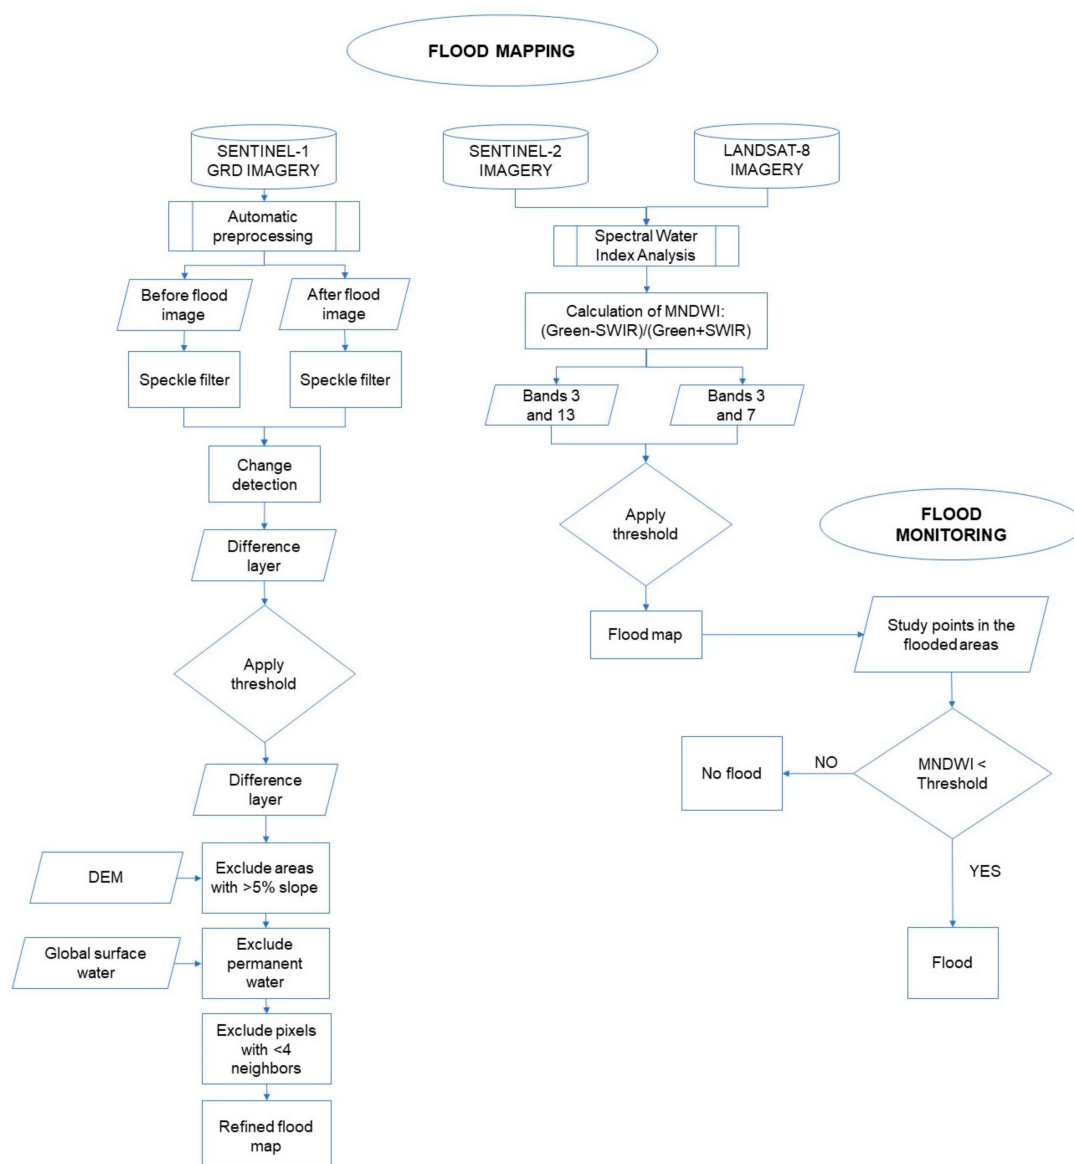 FLOOD MAPPING
SENTINEL-1
GRD IMAGERY
Automatic
preprocessing
Before flood
image
After flood
image
Speckle filter
Speckle filter
Change
detection
Difference
layer
Apply
threshold
Difference
layer
DEM
Exclude areas
with >5% slope
Global surface
water
Exclude
permanent
water
Exclude pixels
with <4
neighbors
Refined flood
map
SENTINEL-2
IMAGERY
LANDSAT-8
IMAGERY
Spectral Water
Index Analysis
Calculation of MNDWI:
(Green-SWIR)/(Green+SWIR)
Bands 3
and 13
Bands 3
and 7
Apply
threshold
Flood map
FLOOD
MONITORING
Study points in the
flooded areas
MNDWI <
Threshold
NO
No flood
YES
Flood